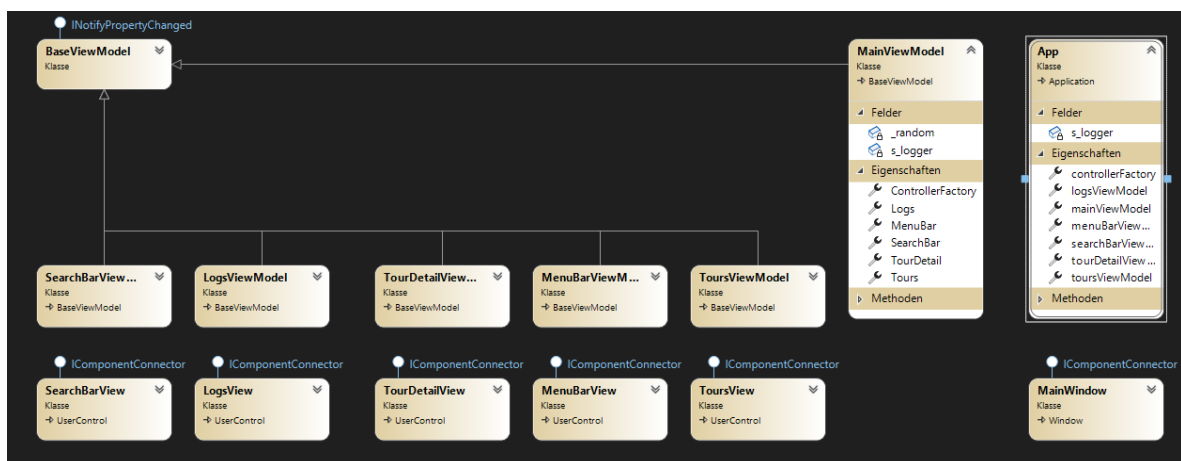 INotifyPropertyChanged
BaseViewModel
Klasse
MainViewModel
Klasse
BaseViewModel
Felder
_random
s_logger
Eigenschaften
ControllerFactory
Logs
MenuBar
SearchBar
TourDetail
Tours
Methoden
App
Klasse
Application
Felder
s_logger
Eigenschaften
controllerFactory
logsViewModel
mainViewModel
menuBarView...
searchBarView...
tourDetailView ...
toursViewModel
Methoden
SearchBarView...
Klasse
BaseViewModel
LogsViewModel
Klasse
BaseViewModel
TourDetailView...
Klasse
BaseViewModel
MenuBarViewM...
Klasse
BaseViewModel
ToursViewModel
Klasse
BaseViewModel
IComponentConnector
SearchBarView
Klasse
UserControl
IComponentConnector
LogsView
Klasse
UserControl
IComponentConnector
TourDetailView
Klasse
UserControl
IComponentConnector
MenuBarView
Klasse
UserControl
IComponentConnector
ToursView
Klasse
UserControl
IComponentConnector
MainWindow
Klasse
Window